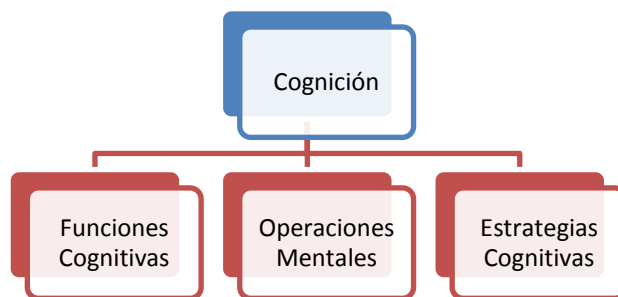 Cognición
Funciones
Cognitivas
Operaciones
Mentales
Estrategias
Cognitivas